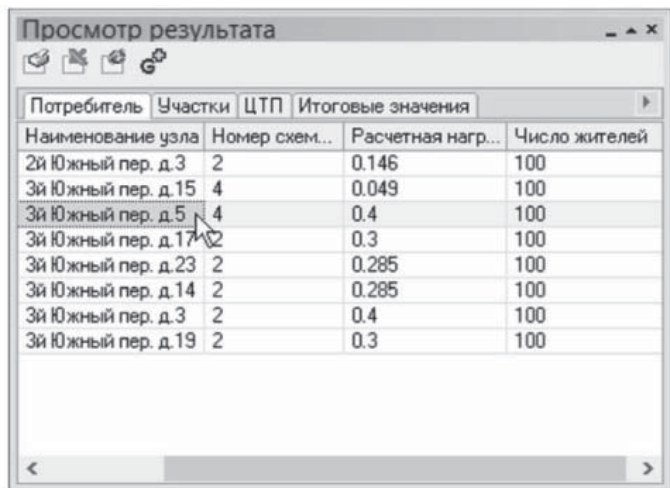 Просмотр результата
Потребитель Участки ЦТП Итоговые значения
Наименование узла Номер схем... Расчетная нагр... Число жителей
2й Южный пер. д.3 2 0.146 100
3й Южный пер. д.15 4 0.049 100
3й Южный пер. д.5 4 0.4 100
3й Южный пер. д.17 2 0.3 100
3й Южный пер. д.23 2 0.285 100
3й Южный пер. д.14 2 0.285 100
3й Южный пер. д.3 2 0.4 100
3й Южный пер. д.19 2 0.3 100